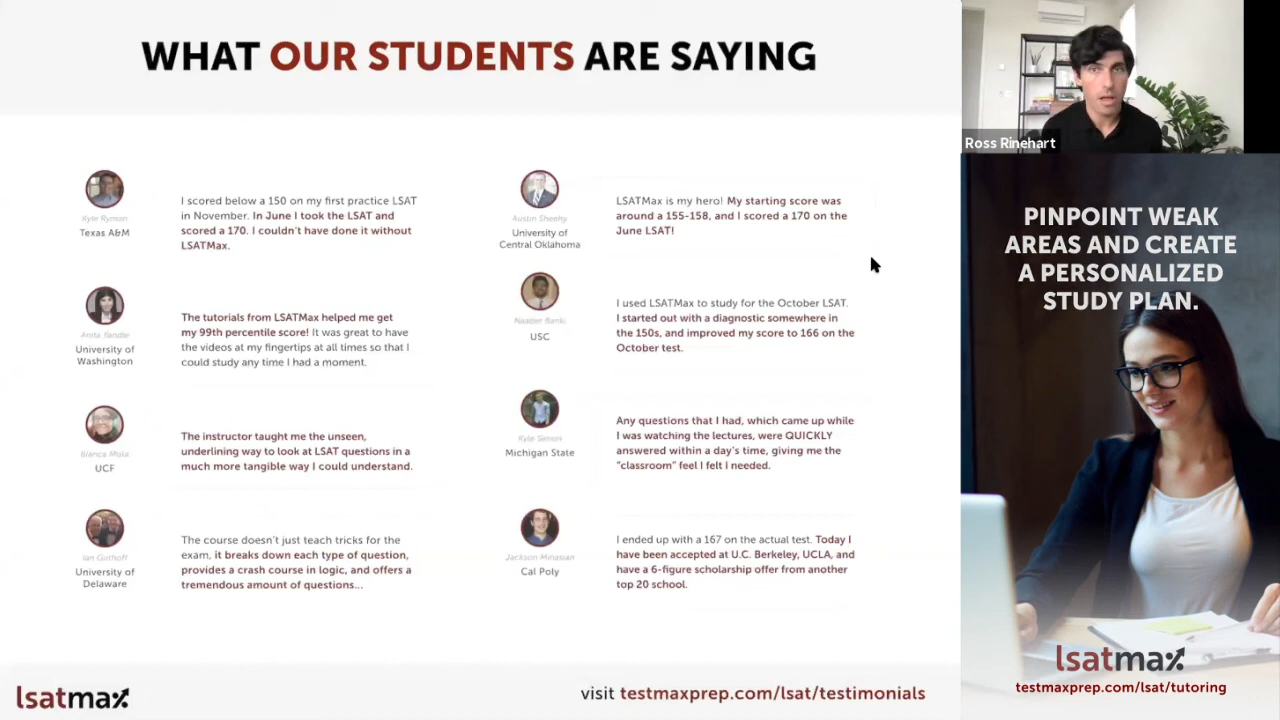 WHAT OUR STUDENTS ARE SAYING
Kyle Ryman
Texas A&M
I scored below a 150 on my first practice LSAT
in November. In June I took the LSAT and
scored a 170. I couldn't have done it without
LSATMax.
University of
Washington
The tutorials from LSATMax helped me get
my 99th percentile score! It was great to have
the videos at my fingertips at all times so that I
could study any time I had a moment.
Bianca Mola
UCF
The instructor taught me the unseen,
underlining way to look at LSAT questions in a
much more tangible way I could understand.
Ian Guthoff
University of
Delaware
The course doesn't just teach tricks for the
exam, it breaks down each type of question,
provides a crash course in logic, and offers a
tremendous amount of questions...
Austin Sheehy
University of
Central Oklahoma
LSATMax is my hero! My starting score was
around a 155-158, and I scored a 170 on the
June LSAT!
USC
I used LSATMax to study for the October LSAT.
I started out with a diagnostic somewhere in
the 150s, and improved my score to 166 on the
October test.
Kyle Simon
Michigan State
Any questions that I had, which came up while
I was watching the lectures, were QUICKLY
answered within a day's time, giving me the
"classroom" feel I felt I needed.
Jackson Minasian
Cal Poly
I ended up with a 167 on the actual test. Today I
have been accepted at U.C. Berkeley, UCLA, and
have a 6-figure scholarship offer from another
top 20 school.
lsatmax
visit testmaxprep.com/lsat/testimonials
Ross Rinehart
PINPOINT WEAK
AREAS AND CREATE
A PERSONALIZED
STUDY PLAN.
lsatmax
testmaxprep.com/lsat/tutoring